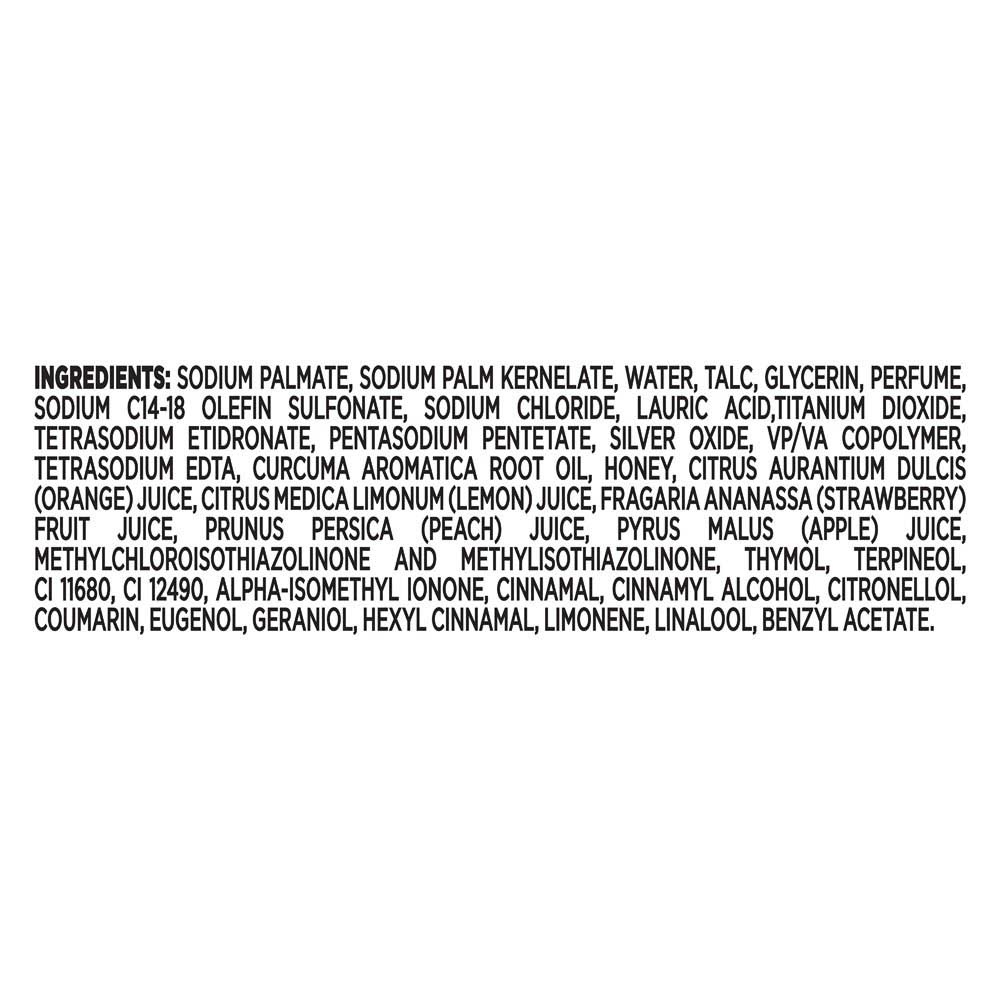 INGREDIENTS: SODIUM PALMATE, SODIUM PALM KERNELATE, WATER, TALC, GLYCERIN, PERFUME,
SODIUM C14-18 OLEFIN SULFONATE, SODIUM CHLORIDE, LAURIC ACID,TITANIUM DIOXIDE,
TETRASODIUM ETIDRONATE, PENTASODIUM PENTETATE, SILVER OXIDE, VP/VA COPOLYMER,
TETRASODIUM EDTA, CURCUMA AROMATICA ROOT OIL, HONEY, CITRUS AURANTIUM DULCIS
(ORANGE) JUICE, CITRUS MEDICA LIMONUM (LEMON) JUICE, FRAGARIA ANANASSA (STRAWBERRY)
FRUIT JUICE, PRUNUS PERSICA (PEACH) JUICE, PYRUS MALUS (APPLE) JUICE,
METHYLCHLOROISOTHIAZOLINONE AND METHYLISOTHIAZOLINONE, THYMOL, TERPINEOL,
CI 11680, CI 12490, ALPHA-ISOMETHYL IONONE, CINNAMAL, CINNAMYL ALCOHOL, CITRONELLOL,
COUMARIN, EUGENOL, GERANIOL, HEXYL CINNAMAL, LIMONENE, LINALOOL, BENZYL ACETATE.